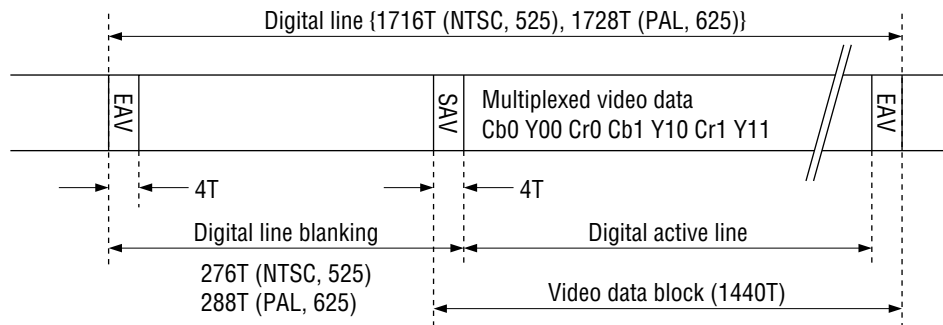 Digital line {1716T (NTSC, 525), 1728T (PAL, 625)}
EAV
SAV
Multiplexed video data
Cb0 Y00 Cr0 Cb1 Y10 Cr1 Y11
EAV
4T
4T
Digital line blanking
Digital active line
276T (NTSC, 525)
288T (PAL, 625)
Video data block (1440T)